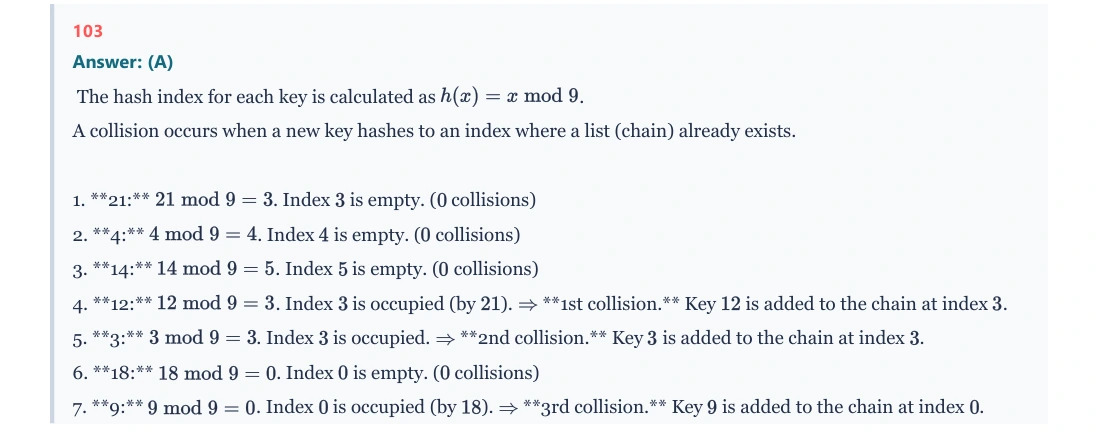 103
Answer: (A)
The hash index for each key is calculated as h(x) = x mod 9.
A collision occurs when a new key hashes to an index where a list (chain) already exists.
1. **21:** 21 mod 9 = 3. Index 3 is empty. (0 collisions)
2. **4:** 4 mod 9 = 4. Index 4 is empty. (0 collisions)
3. **14:** 14 mod 9 = 5. Index 5 is empty. (0 collisions)
4. **12:** 12 mod 9 = 3. Index 3 is occupied (by 21). ⇒ **1st collision.** Key 12 is added to the chain at index 3.
5. **3:** 3 mod 9 = 3. Index 3 is occupied. ⇒ **2nd collision.** Key 3 is added to the chain at index 3.
6. **18:** 18 mod 9 = 0. Index 0 is empty. (0 collisions)
7. **9:** 9 mod 9 = 0. Index 0 is occupied (by 18). ⇒ **3rd collision.** Key 9 is added to the chain at index 0.